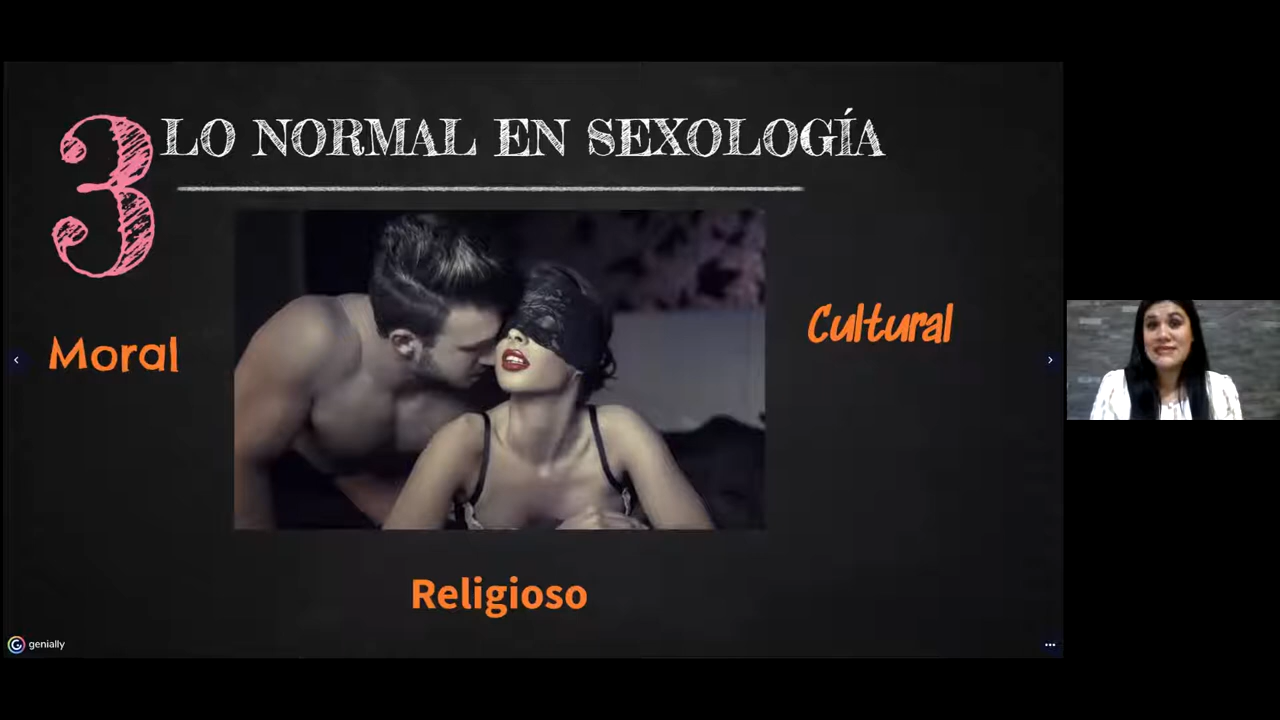 3 LO NORMAL EN SEXOLOGÍA
Cultural
Moral
Religioso
genially